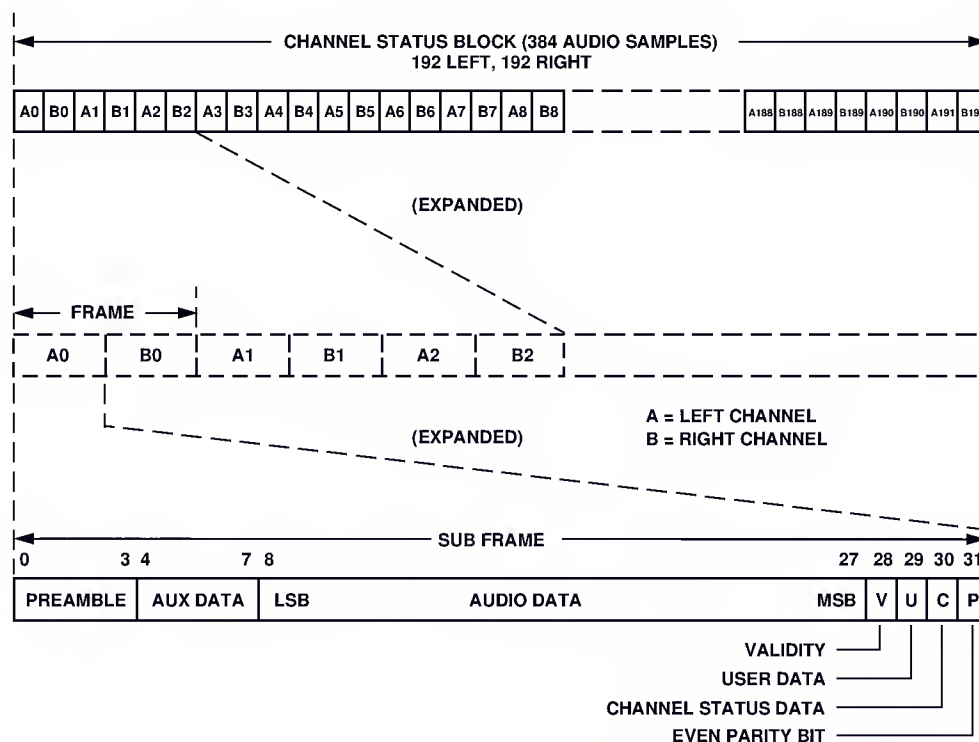 CHANNEL STATUS BLOCK (384 AUDIO SAMPLES)
192 LEFT, 192 RIGHT
A0 B0 A1 B1 A2 B2 A3 B3 A4 B4 A5 B5 A6 B6 A7 B7 A8 B8 A188 B188 A189 B189 A190 B190 A191 B19
(EXPANDED)
FRAME
A0 B0 A1 B1 A2 B2
A = LEFT CHANNEL
B = RIGHT CHANNEL
(EXPANDED)
SUB FRAME
0 3 4 7 8 27 28 29 30 31
PREAMBLE AUX DATA LSB AUDIO DATA MSB V U C P
VALIDITY
USER DATA
CHANNEL STATUS DATA
EVEN PARITY BIT